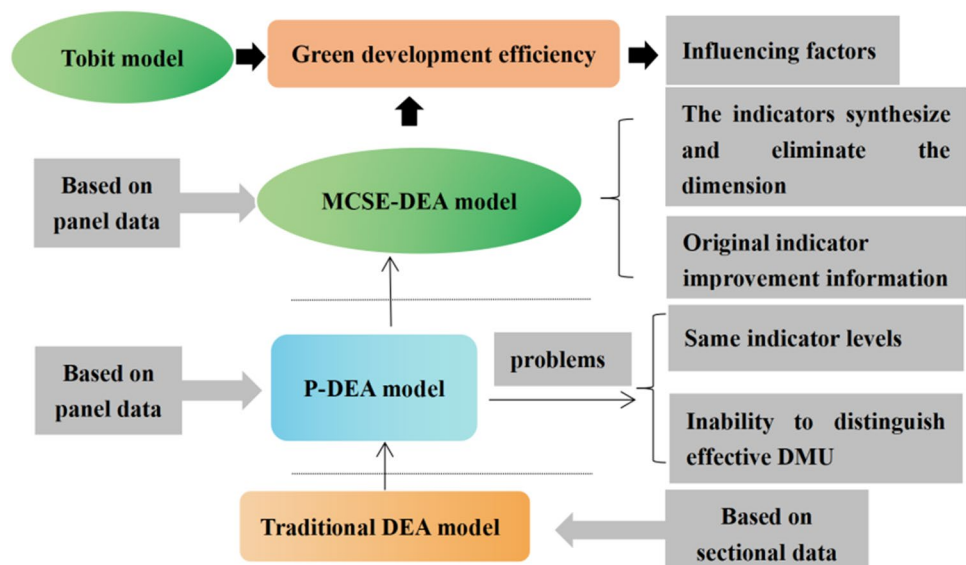 Tobit model
Green development efficiency
Influencing factors
The indicators synthesize
and eliminate the
dimension
Based on
panel data
MCSE-DEA model
Original indicator
improvement information
Based on
panel data
P-DEA model
problems
Same indicator levels
Inability to distinguish
effective DMU
Traditional DEA model
Based on
sectional data